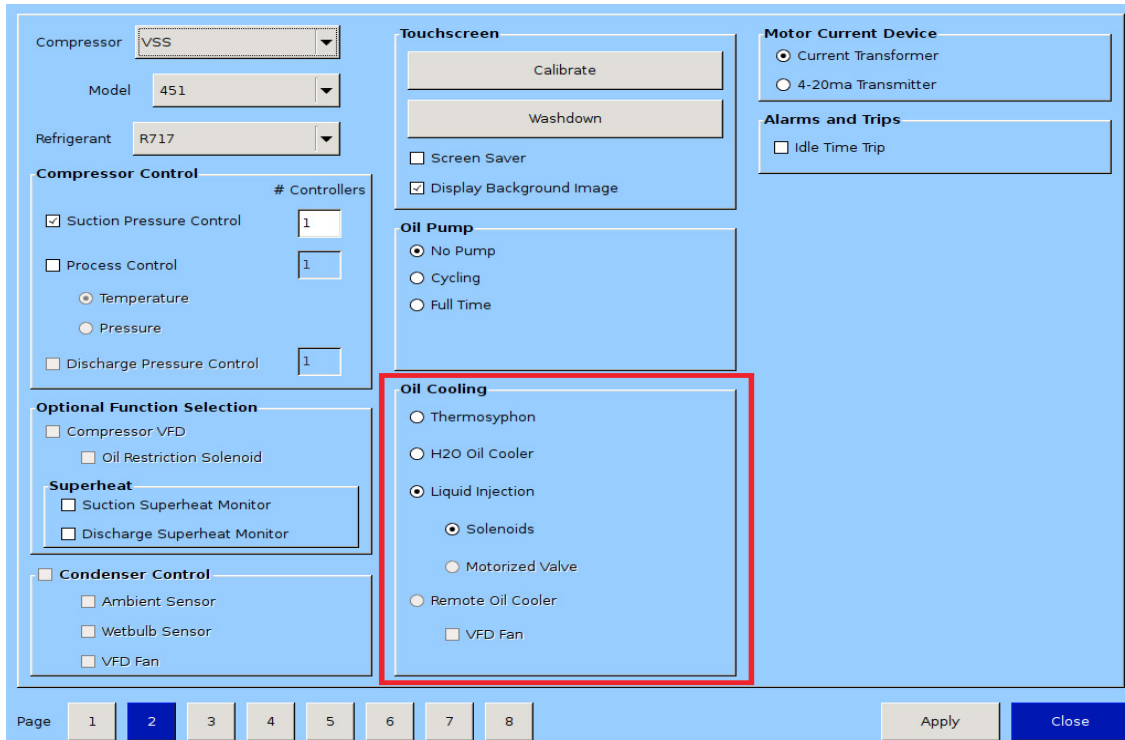 Compressor VSS
Model 451
Refrigerant R717
Compressor Control
# Controllers
Suction Pressure Control 1
Process Control 1
Temperature
Pressure
Discharge Pressure Control 1
Optional Function Selection
Compressor VFD
Oil Restriction Solenoid
Superheat
Suction Superheat Monitor
Discharge Superheat Monitor
Condenser Control
Ambient Sensor
Wetbulb Sensor
VFD Fan
Touchscreen
Calibrate
Washdown
Screen Saver
Display Background Image
Oil Pump
No Pump
Cycling
Full Time
Oil Cooling
Thermosyphon
H2O Oil Cooler
Liquid Injection
Solenoids
Motorized Valve
Remote Oil Cooler
VFD Fan
Motor Current Device
Current Transformer
4-20ma Transmitter
Alarms and Trips
Idle Time Trip
Page 1 2 3 4 5 6 7 8 Apply Close